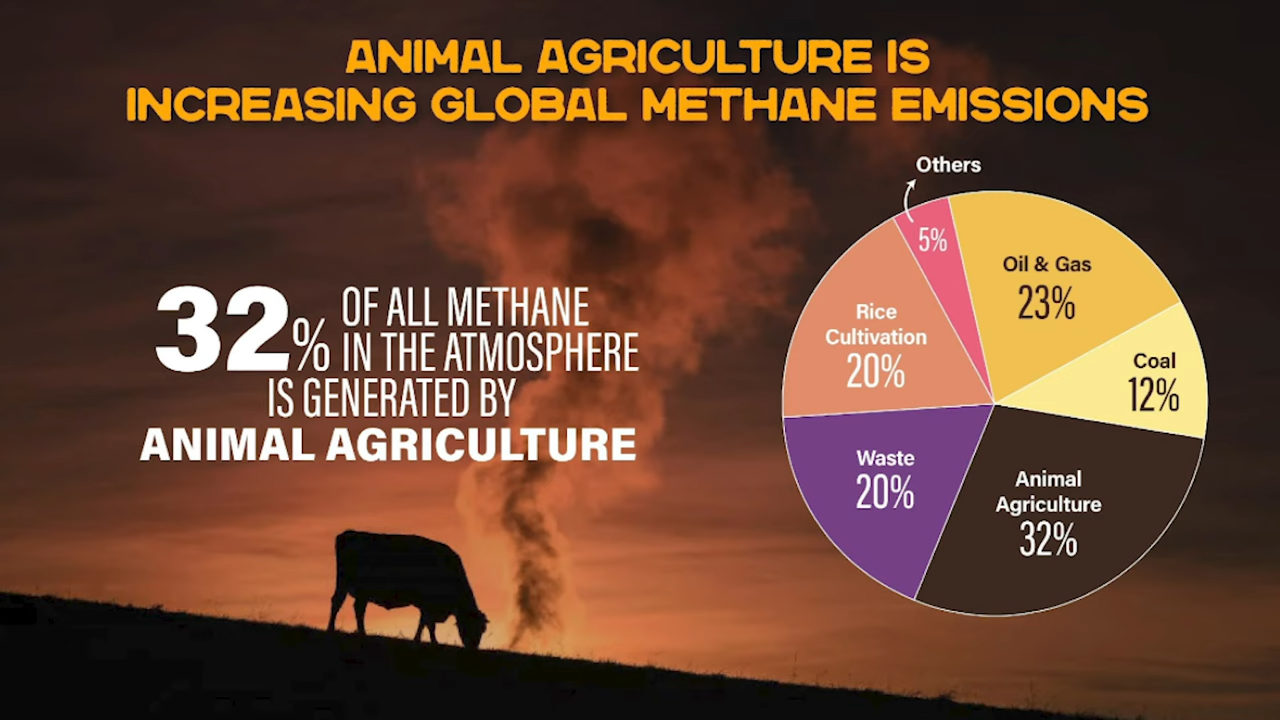 ANIMAL AGRICULTURE IS
INCREASING GLOBAL METHANE EMISSIONS
32% OF ALL METHANE
IN THE ATMOSPHERE
IS GENERATED BY
ANIMAL AGRICULTURE
Others
5%
Oil & Gas
23%
Coal
12%
Animal
Agriculture
32%
Waste
20%
Rice
Cultivation
20%